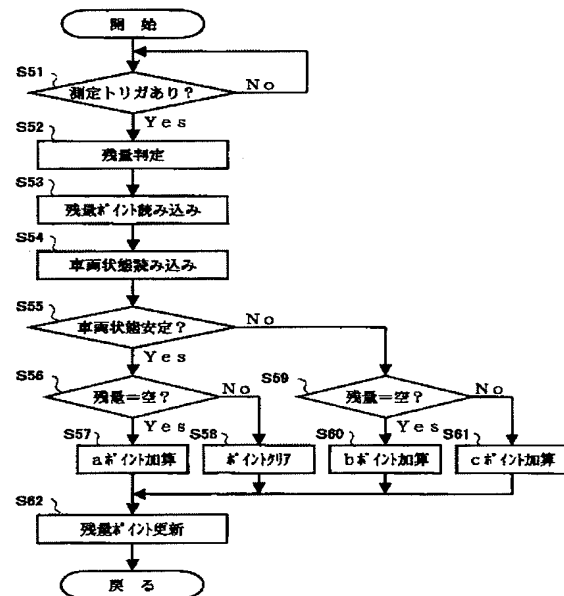 開 始
S51
測定トリガあり？
No
Yes
S52
残量判定
S53
残量ポイント読み込み
S54
車両状態読み込み
S55
車両状態安定？
No
Yes
S56
残量＝空？
No
S59
残量＝空？
No
Yes
Yes
S57
aポイント加算
S58
ポイントクリア
S60
bポイント加算
S61
cポイント加算
S62
残量ポイント更新
戻 る